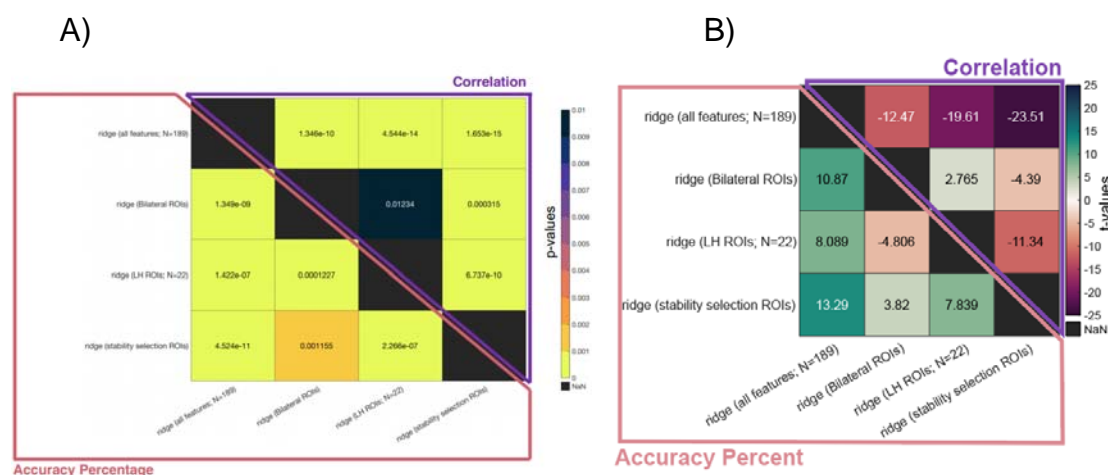 A)
Correlation
ridge (all features; N=189)
1.346e-10
4.544e-14
1.653e-15
ridge (Bilateral ROIs)
1.349e-09
0.01234
0.000315
ridge (LH ROIs; N=22)
1.422e-07
0.0001227
6.737e-10
ridge (stability selection ROIs)
4.524e-11
0.001155
2.266e-07
ridge (all features; N=189)
ridge (Bilateral ROIs)
ridge (LH ROIs; N=22)
ridge (stability selection ROIs)
Accuracy Percentage
0.01
0.009
0.008
0.007
0.006
0.005
0.004
0.003
0.002
0.001
0
NaN
p-values
B)
Correlation
ridge (all features; N=189)
-12.47
-19.61
-23.51
ridge (Bilateral ROIs)
10.87
2.765
-4.39
ridge (LH ROIs; N=22)
8.089
-4.806
-11.34
ridge (stability selection ROIs)
13.29
3.82
7.839
ridge (all features; N=189)
ridge (Bilateral ROIs)
ridge (LH ROIs; N=22)
ridge (stability selection ROIs)
Accuracy Percent
25
20
15
10
5
0
-5
-10
-15
-20
-25
NaN
t-values